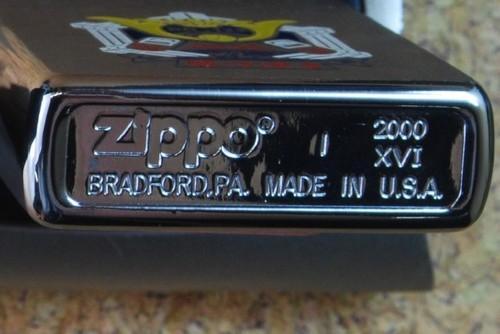 zippo® I 2000
XVI
BRADFORD,PA. MADE IN U.S.A.